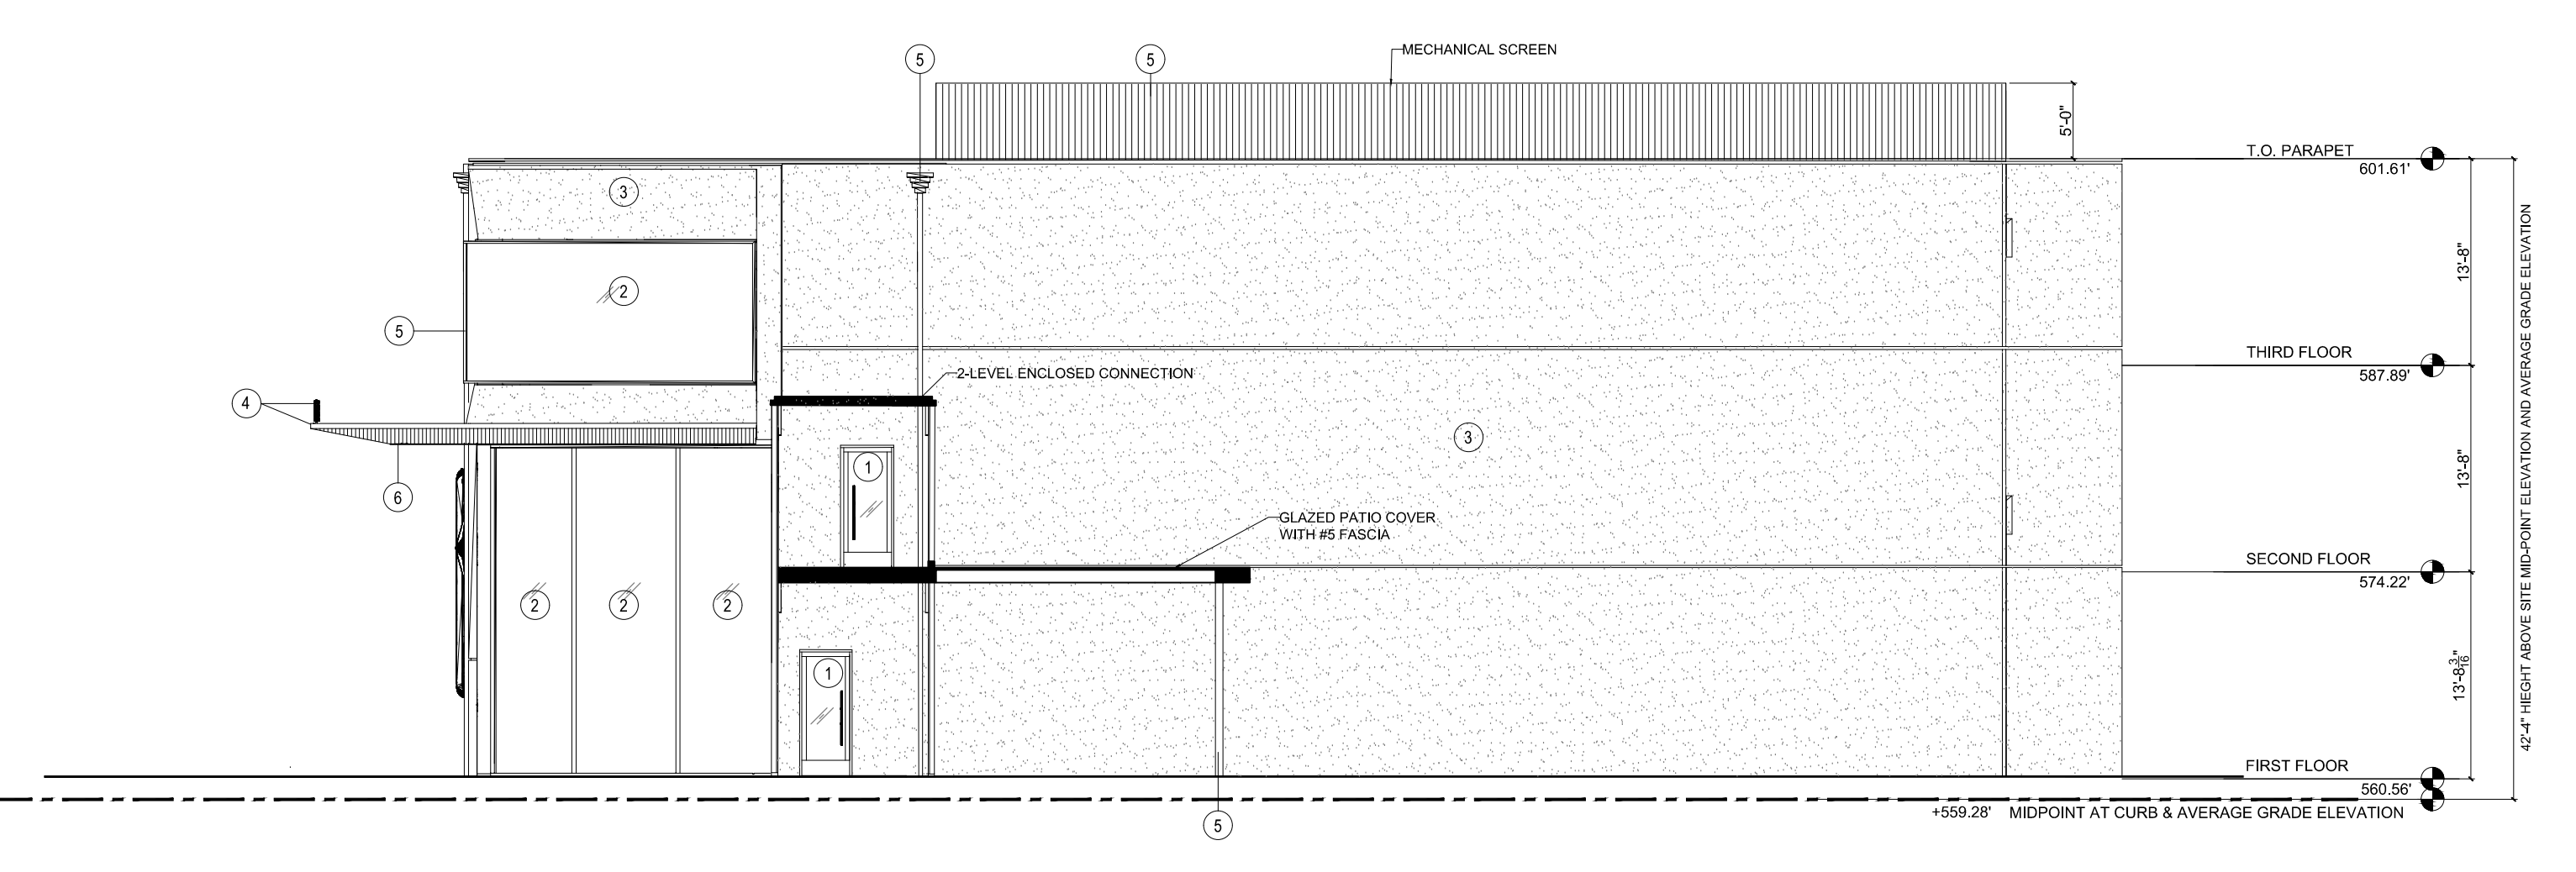 MECHANICAL SCREEN
5
5
5'-0"
T.O. PARAPET
601.61'
3
13'-8"
2
5
THIRD FLOOR
587.89'
2-LEVEL ENCLOSED CONNECTION
4
3
1
6
13'-8"
GLAZED PATIO COVER
WITH #5 FASCIA
SECOND FLOOR
574.22'
2
2
2
1
13'-8 3/16"
FIRST FLOOR
560.56'
+559.28' MIDPOINT AT CURB & AVERAGE GRADE ELEVATION
5
42'-4" HIEGHT ABOVE SITE MID-POINT ELEVATION AND AVERAGE GRADE ELEVATION